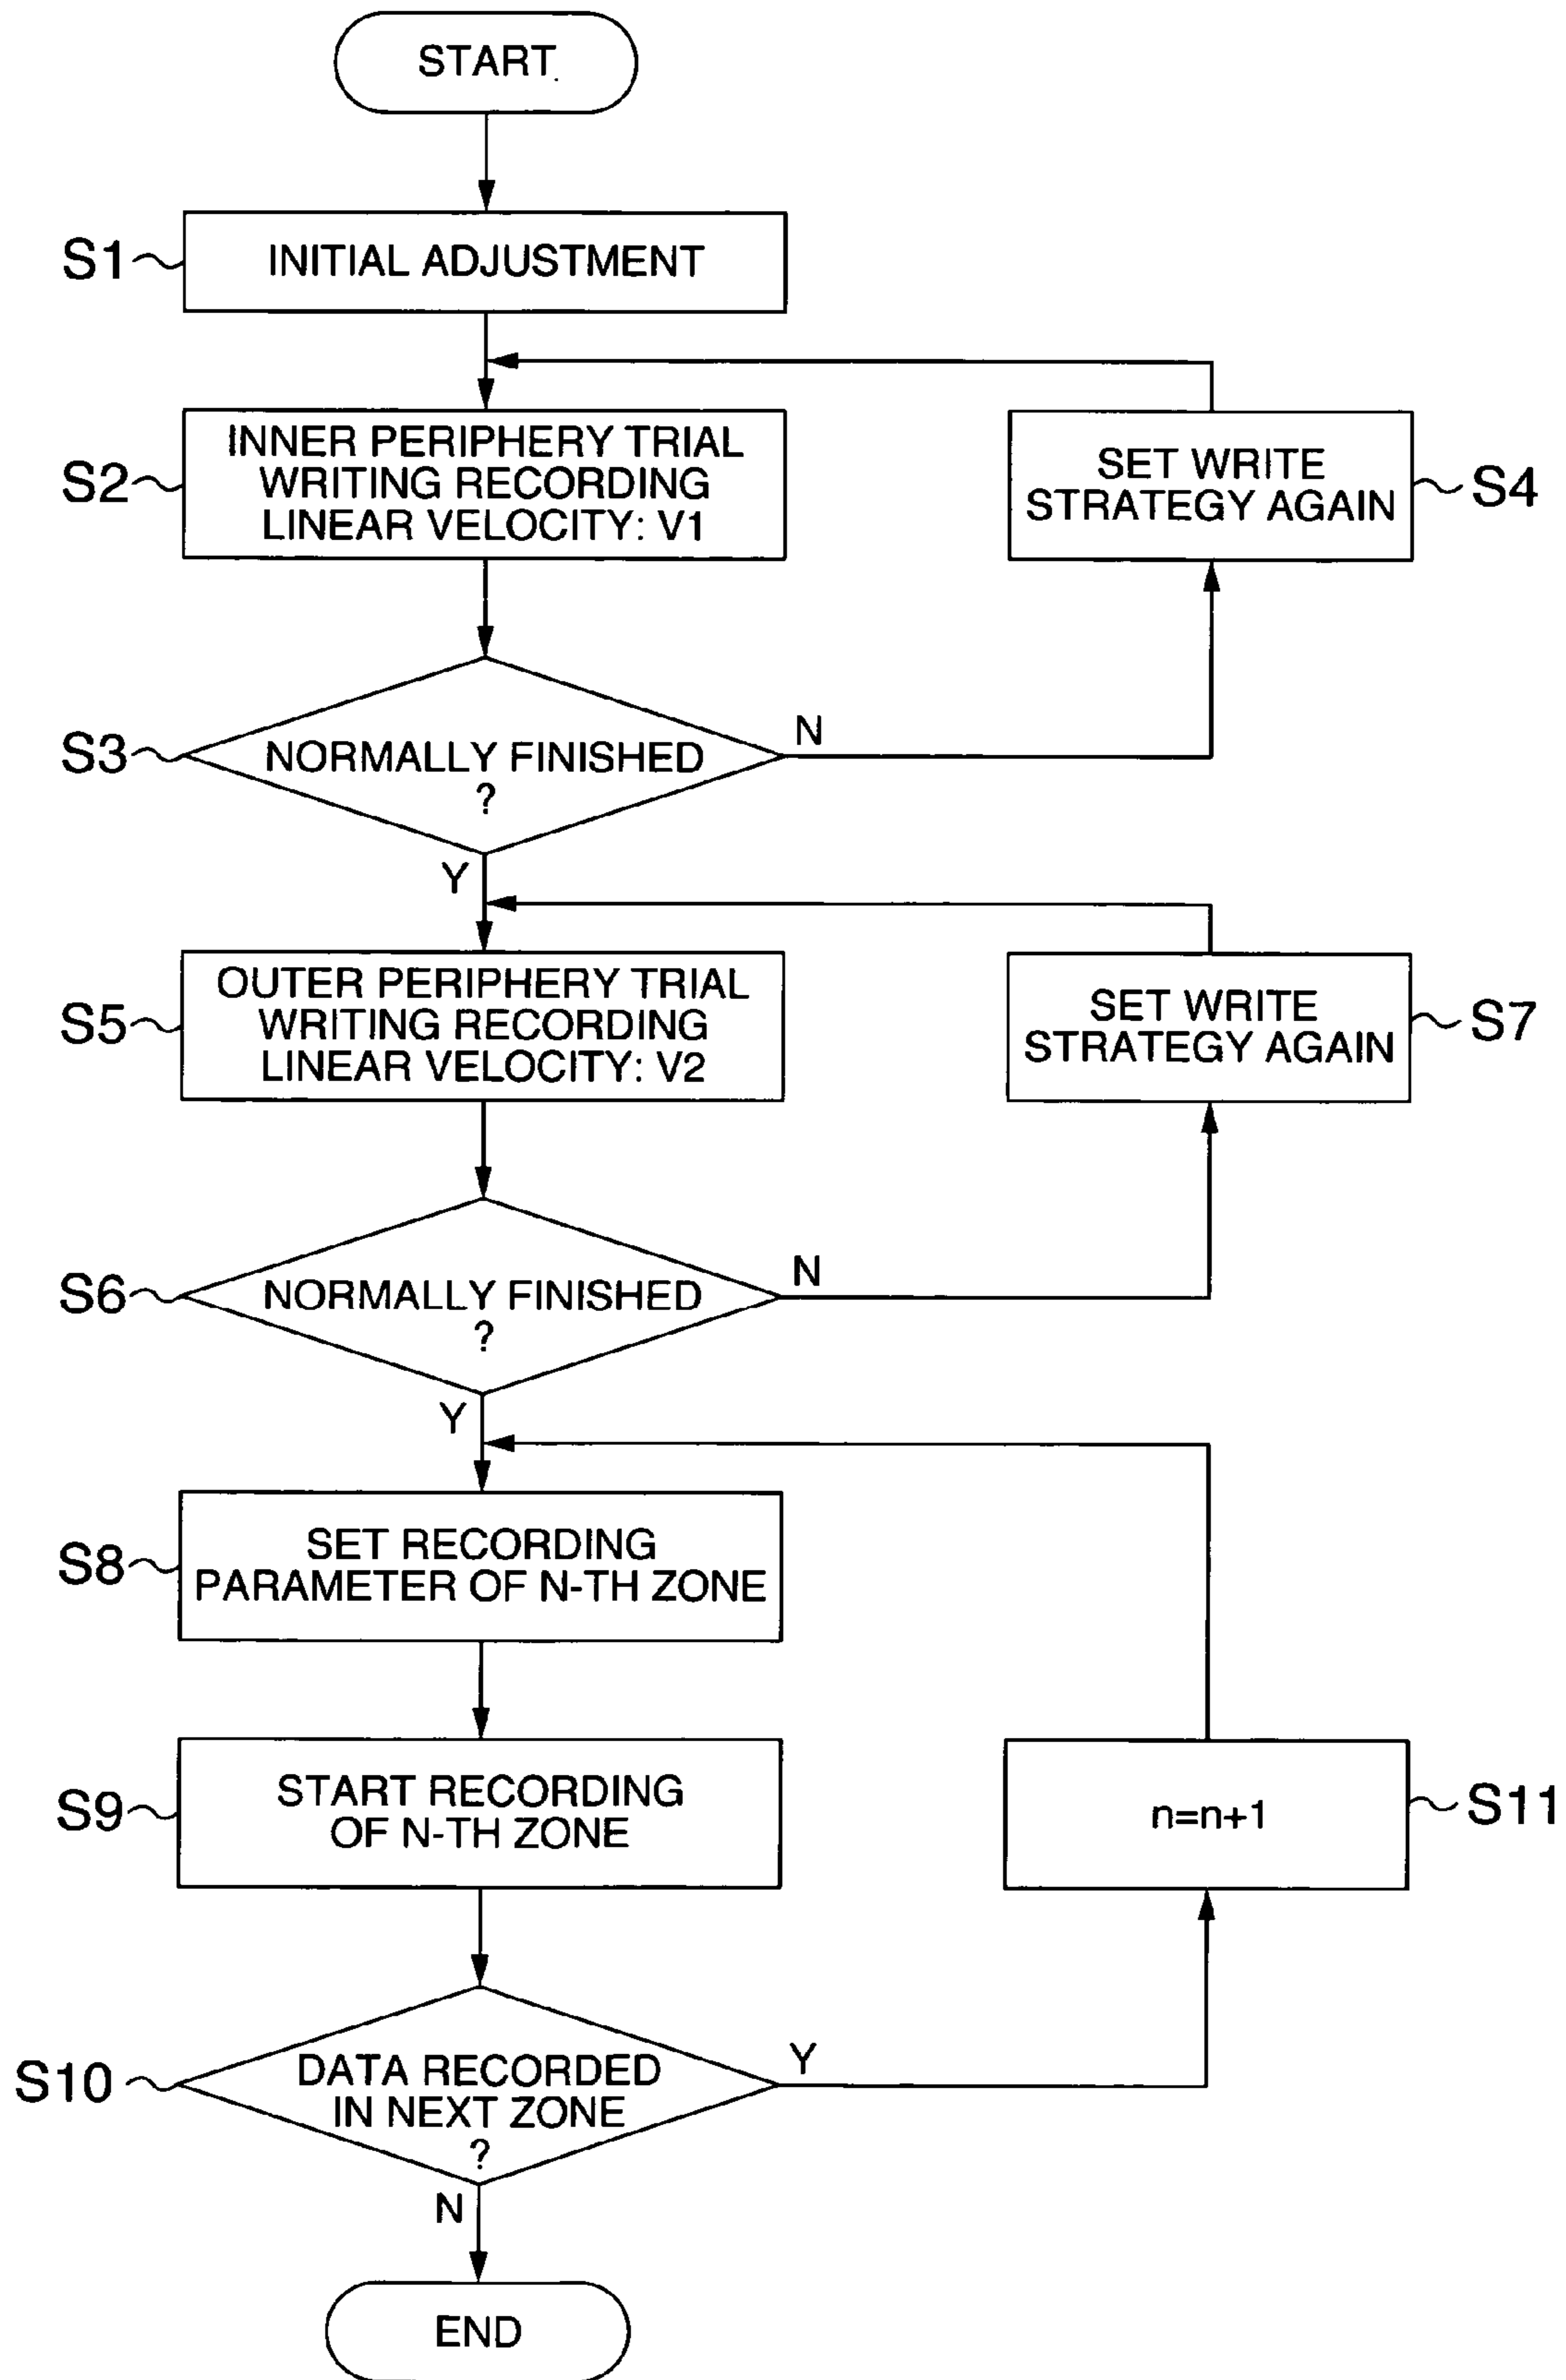 START
S1
INITIAL ADJUSTMENT
S2
INNER PERIPHERY TRIAL
WRITING RECORDING
LINEAR VELOCITY: V1
SET WRITE
STRATEGY AGAIN
S4
S3
NORMALLY FINISHED
?
N
Y
S5
OUTER PERIPHERY TRIAL
WRITING RECORDING
LINEAR VELOCITY: V2
SET WRITE
STRATEGY AGAIN
S7
S6
NORMALLY FINISHED
?
N
Y
S8
SET RECORDING
PARAMETER OF N-TH ZONE
S9
START RECORDING
OF N-TH ZONE
n=n+1
S11
S10
DATA RECORDED
IN NEXT ZONE
?
Y
N
END